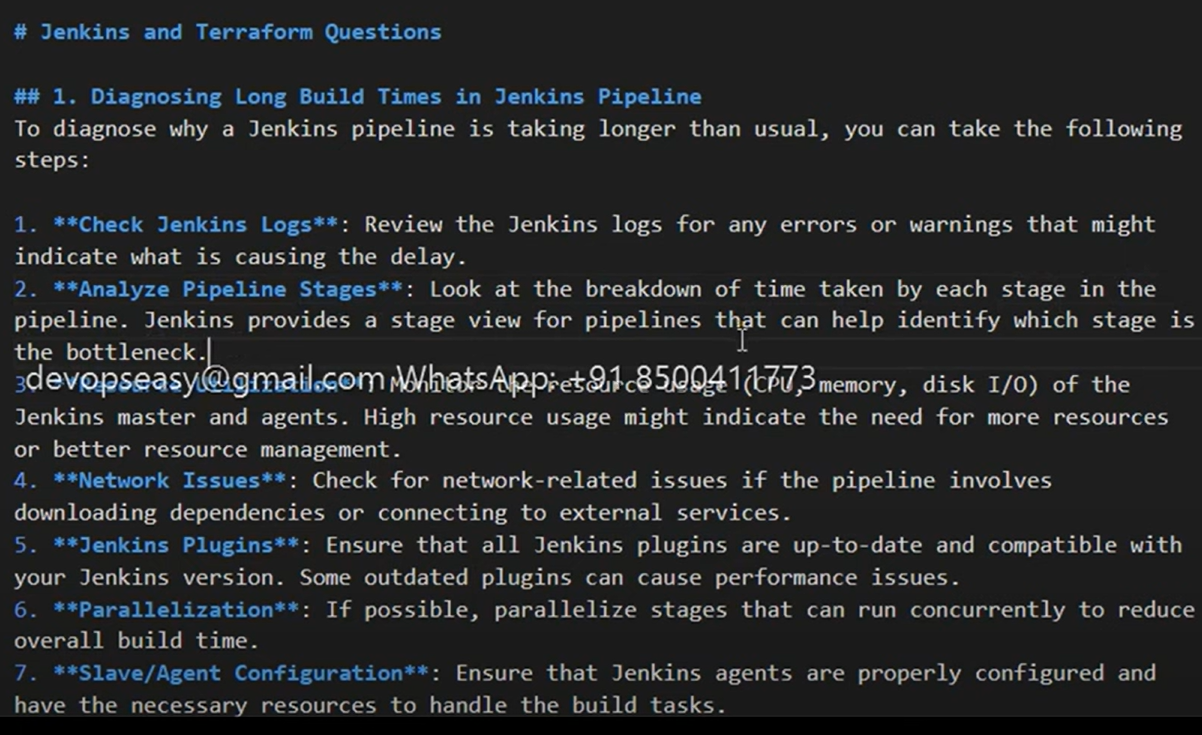 # Jenkins and Terraform Questions
## 1. Diagnosing Long Build Times in Jenkins Pipeline
To diagnose why a Jenkins pipeline is taking longer than usual, you can take the following
steps:
1. **Check Jenkins Logs**: Review the Jenkins logs for any errors or warnings that might
indicate what is causing the delay.
2. **Analyze Pipeline Stages**: Look at the breakdown of time taken by each stage in the
pipeline. Jenkins provides a stage view for pipelines that can help identify which stage is
the bottleneck.
devopseasy@gmail.com WhatsApp: +91 8500411773
3. **Resource Utilization**: Monitor the resource usage (CPU, memory, disk I/O) of the
Jenkins master and agents. High resource usage might indicate the need for more resources
or better resource management.
4. **Network Issues**: Check for network-related issues if the pipeline involves
downloading dependencies or connecting to external services.
5. **Jenkins Plugins**: Ensure that all Jenkins plugins are up-to-date and compatible with
your Jenkins version. Some outdated plugins can cause performance issues.
6. **Parallelization**: If possible, parallelize stages that can run concurrently to reduce
overall build time.
7. **Slave/Agent Configuration**: Ensure that Jenkins agents are properly configured and
have the necessary resources to handle the build tasks.